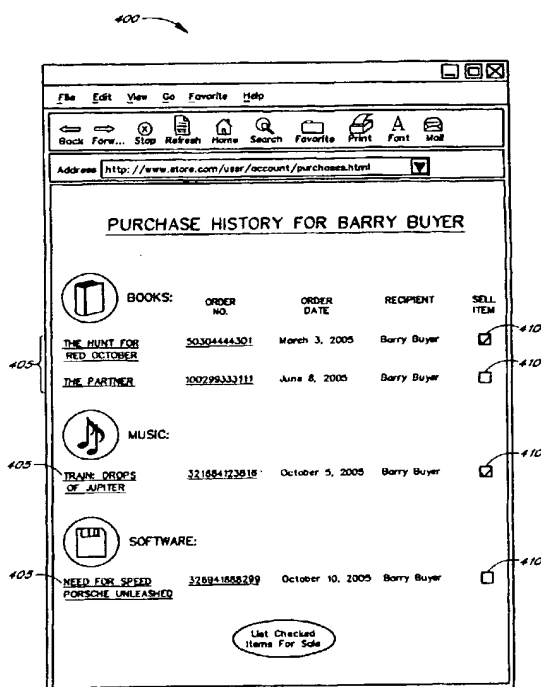 400
File Edit View Go Favorite Help
Back Forw... Stop Refresh Home Search Favorite Print Font Mail
Address http://www.store.com/user/account/purchases.html
PURCHASE HISTORY FOR BARRY BUYER
BOOKS: ORDER NO. ORDER DATE RECIPIENT SELL ITEM
THE HUNT FOR 50304444301 March 3, 2005 Barry Buyer 410
RED OCTOBER
405
THE PARTNER 100299333111 June 8, 2005 Barry Buyer 410
MUSIC:
405 TRAIN: DROPS 321684123818 October 5, 2005 Barry Buyer 410
OF JUPITER
SOFTWARE:
405 NEED FOR SPEED 326941888299 October 10, 2005 Barry Buyer 410
PORSCHE UNLEASHED
List Checked
Items For Sale